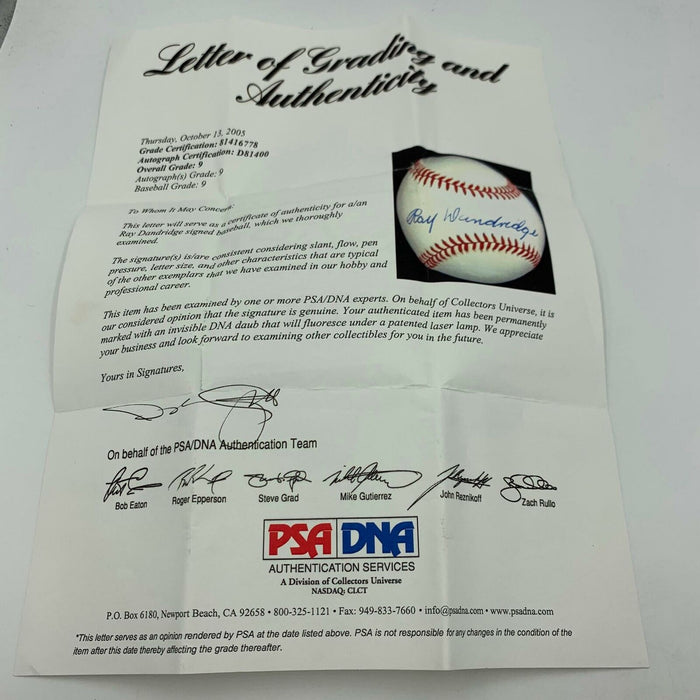 Letter of Grading and
Authenticity
Thursday, October 13, 2005
Grade Certification: 81416778
Autograph Certification: D81400
Overall Grade: 9
Autograph(s) Grade: 9
Baseball Grade: 9
Ray Dandridge
To Whom It May Concern:
This letter will serve as a certificate of authenticity for a/an
Ray Dandridge signed baseball, which we thoroughly
examined.
The signature(s) is/are consistent considering slant, flow, pen
pressure, letter size, and other characteristics that are typical
of the other exemplars that we have examined in our hobby and
professional career.
This item has been examined by one or more PSA/DNA experts. On behalf of Collectors Universe, it is
our considered opinion that the signature is genuine. Your authenticated item has been permanently
marked with an invisible DNA daub that will fluoresce under a patented laser lamp. We appreciate
your business and look forward to examining other collectibles for you in the future.
Yours in Signatures,
On behalf of the PSA/DNA Authentication Team
Bob Eaton Roger Epperson Steve Grad Mike Gutierrez John Reznikoff Zach Rullo
PSA DNA
AUTHENTICATION SERVICES
A Division of Collectors Universe
NASDAQ: CLCT
P.O. Box 6180, Newport Beach, CA 92658 • 800-325-1121 • Fax: 949-833-7660 • info@psadna.com • www.psadna.com
*This letter serves as an opinion rendered by PSA at the date listed above. PSA is not responsible for any changes in the condition of the
item after this date thereby affecting the grade thereafter.